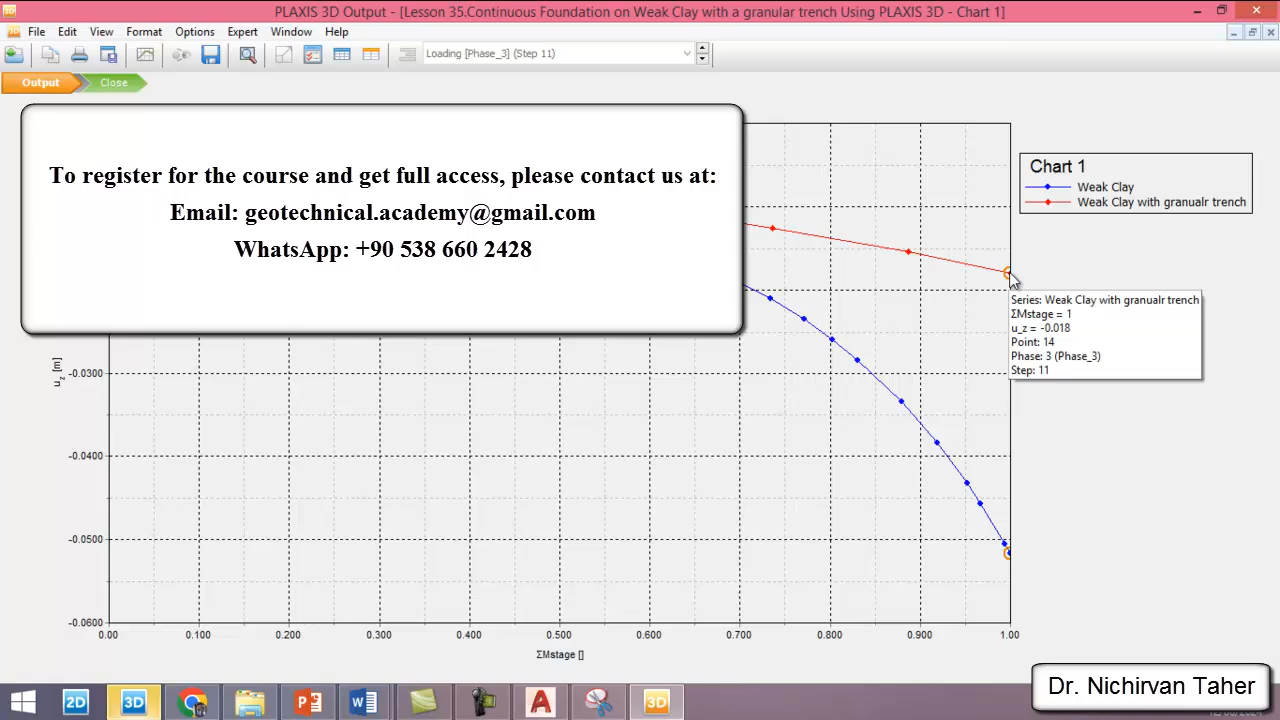 PLAXIS 3D Output - [Lesson 35.Continuous Foundation on Weak Clay with a granular trench Using PLAXIS 3D - Chart 1]
File Edit View Format Options Expert Window Help
Loading [Phase_3] (Step 11)
Output Close
To register for the course and get full access, please contact us at:
Email: geotechnical.academy@gmail.com
WhatsApp: +90 538 660 2428
Chart 1
Weak Clay
Weak Clay with granualr trench
Series: Weak Clay with granualr trench
ΣMstage = 1
u_z = -0.018
Point: 14
Phase: 3 (Phase_3)
Step: 11
u_z [m]
-0.0300
-0.0400
-0.0500
-0.0600
0.00 0.100 0.200 0.300 0.400 0.500 0.600 0.700 0.800 0.900 1.00
ΣMstage []
Dr. Nichirvan Taher
2D 3D 3D